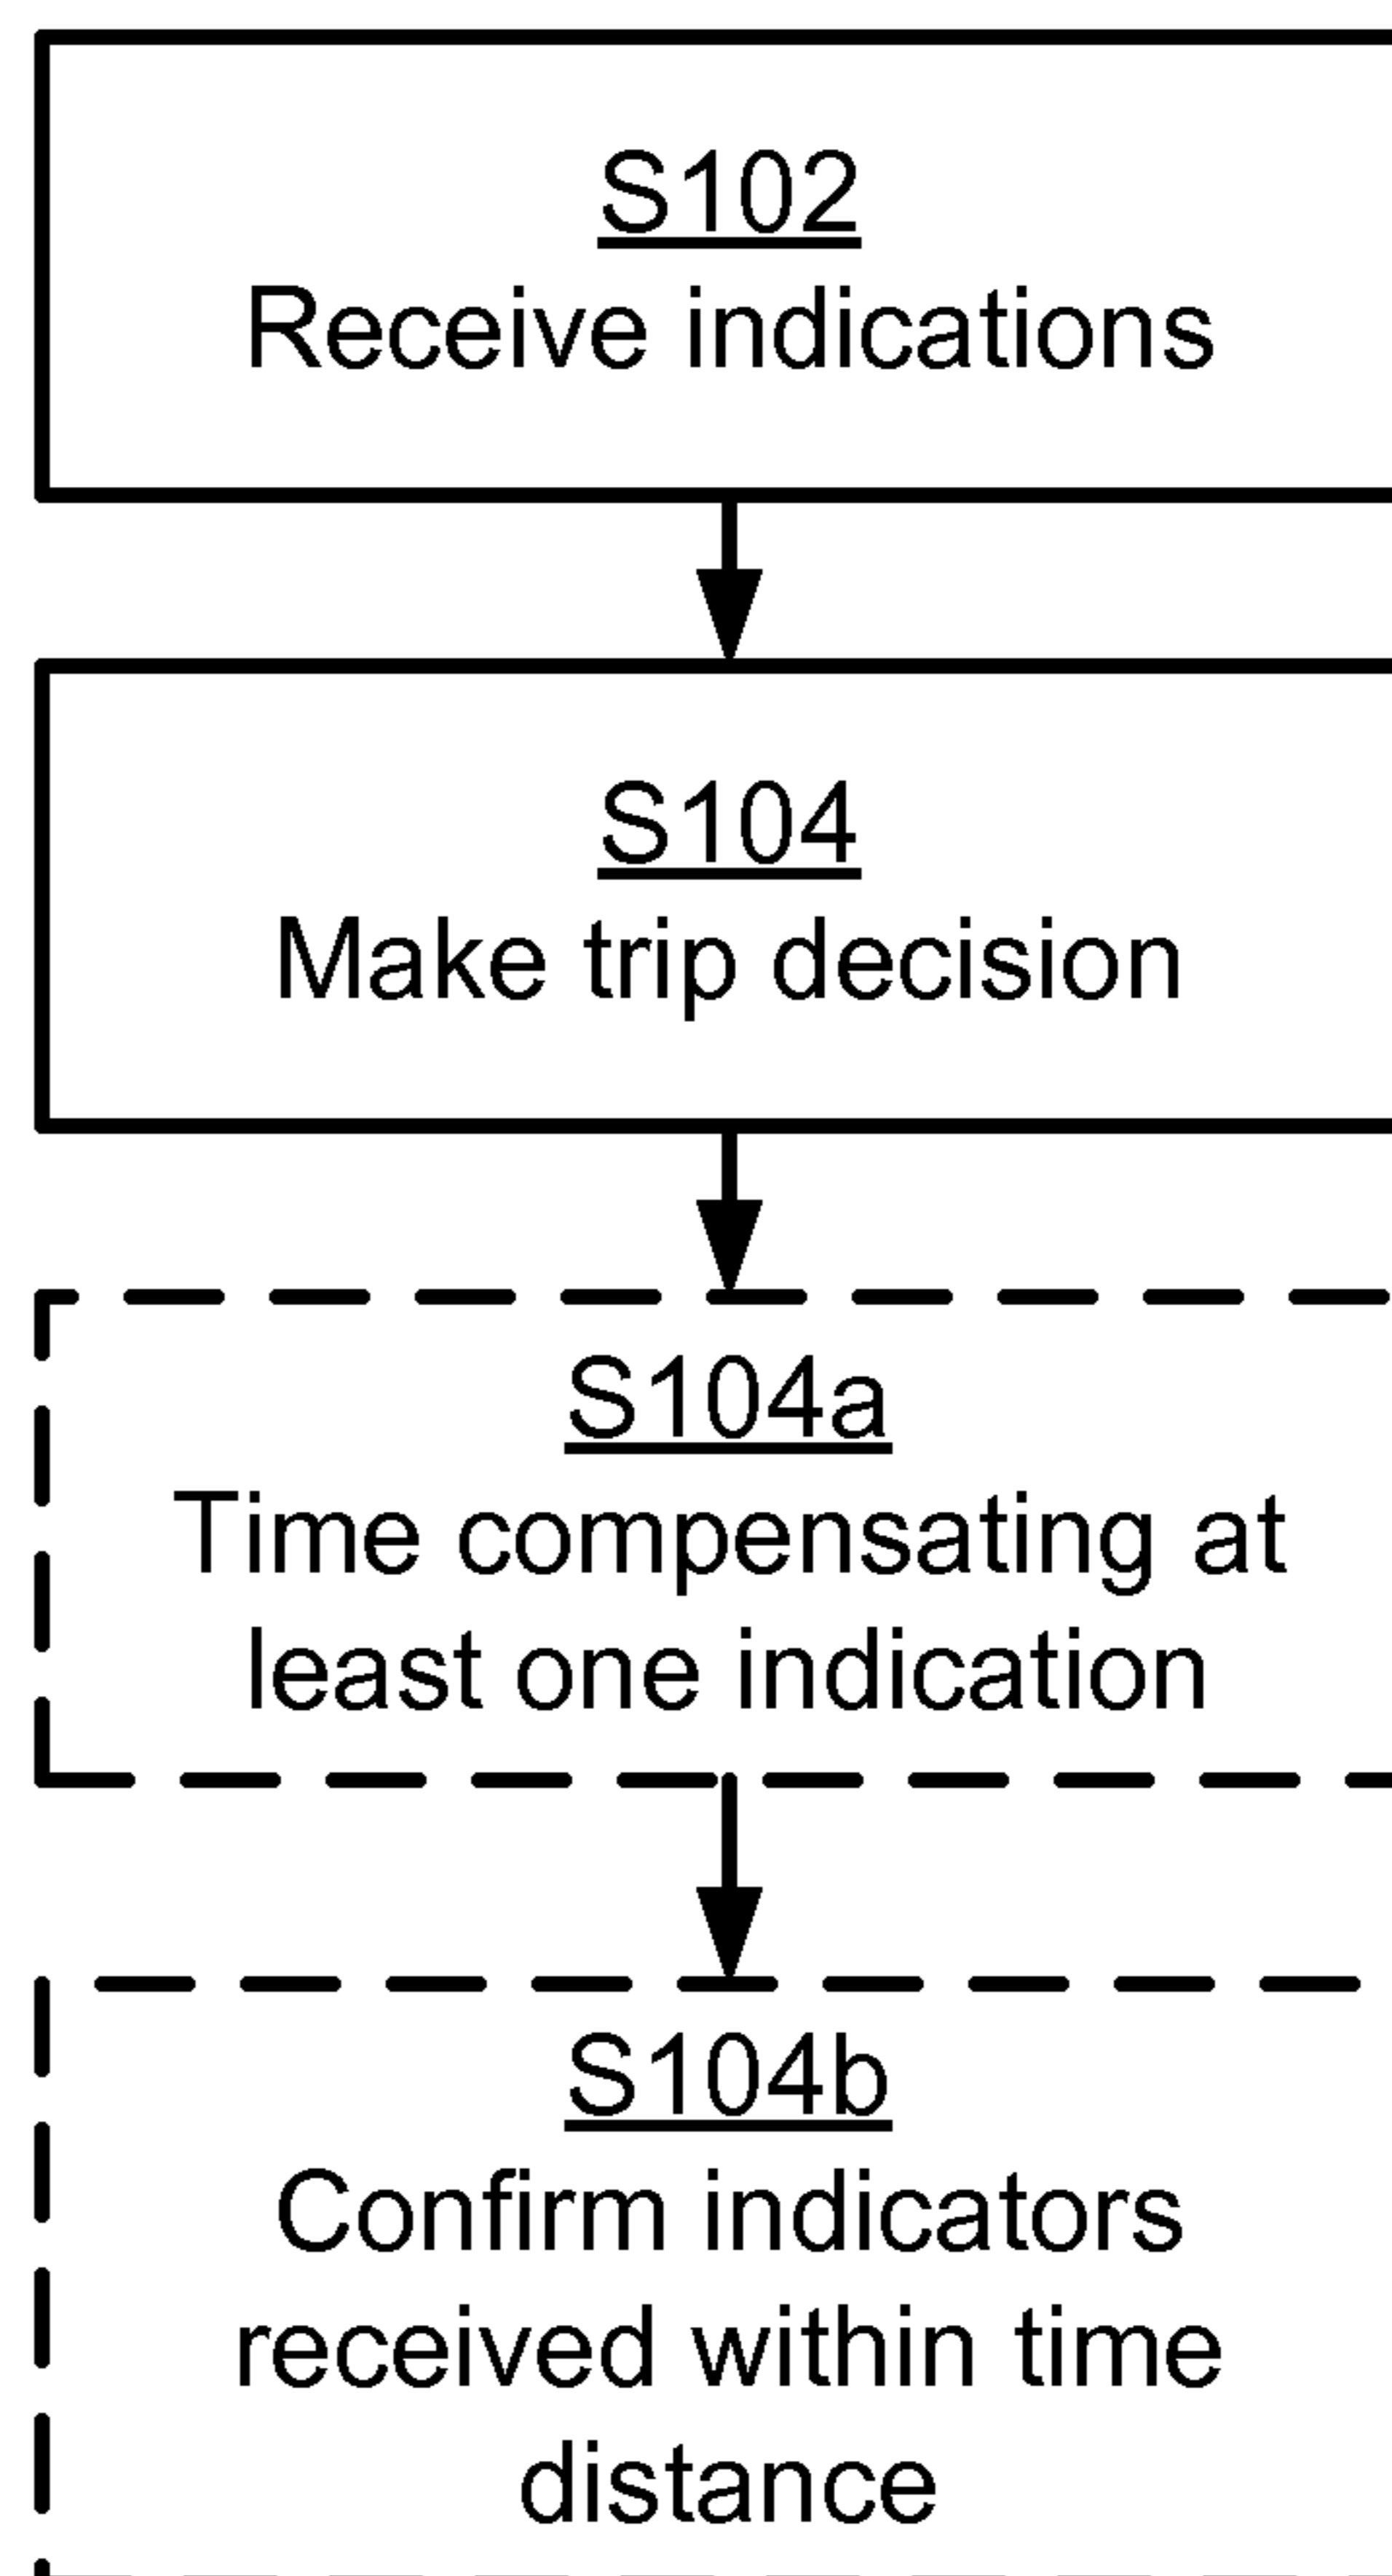 S102
Receive indications
S104
Make trip decision
S104a
Time compensating at
least one indication
S104b
Confirm indicators
received within time
distance